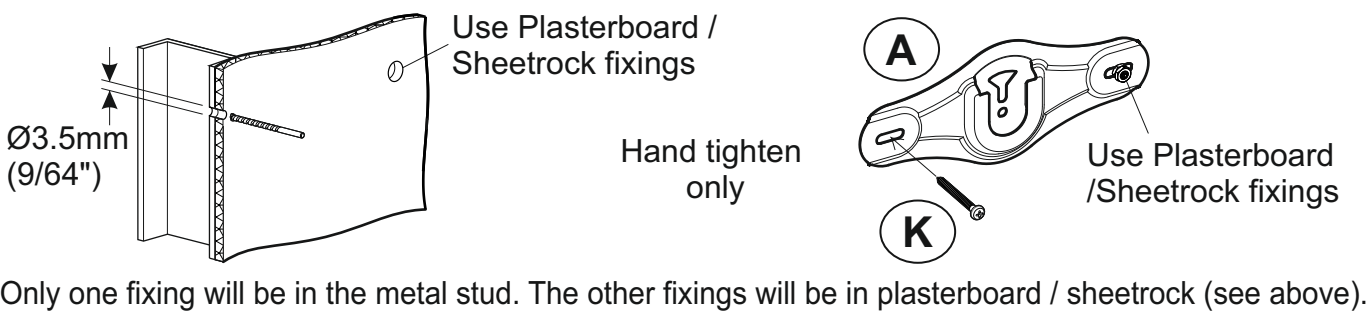 Use Plasterboard /
Sheetrock fixings
Ø3.5mm
(9/64")
Hand tighten
only
A
K
Use Plasterboard
/Sheetrock fixings
Only one fixing will be in the metal stud. The other fixings will be in plasterboard / sheetrock (see above).